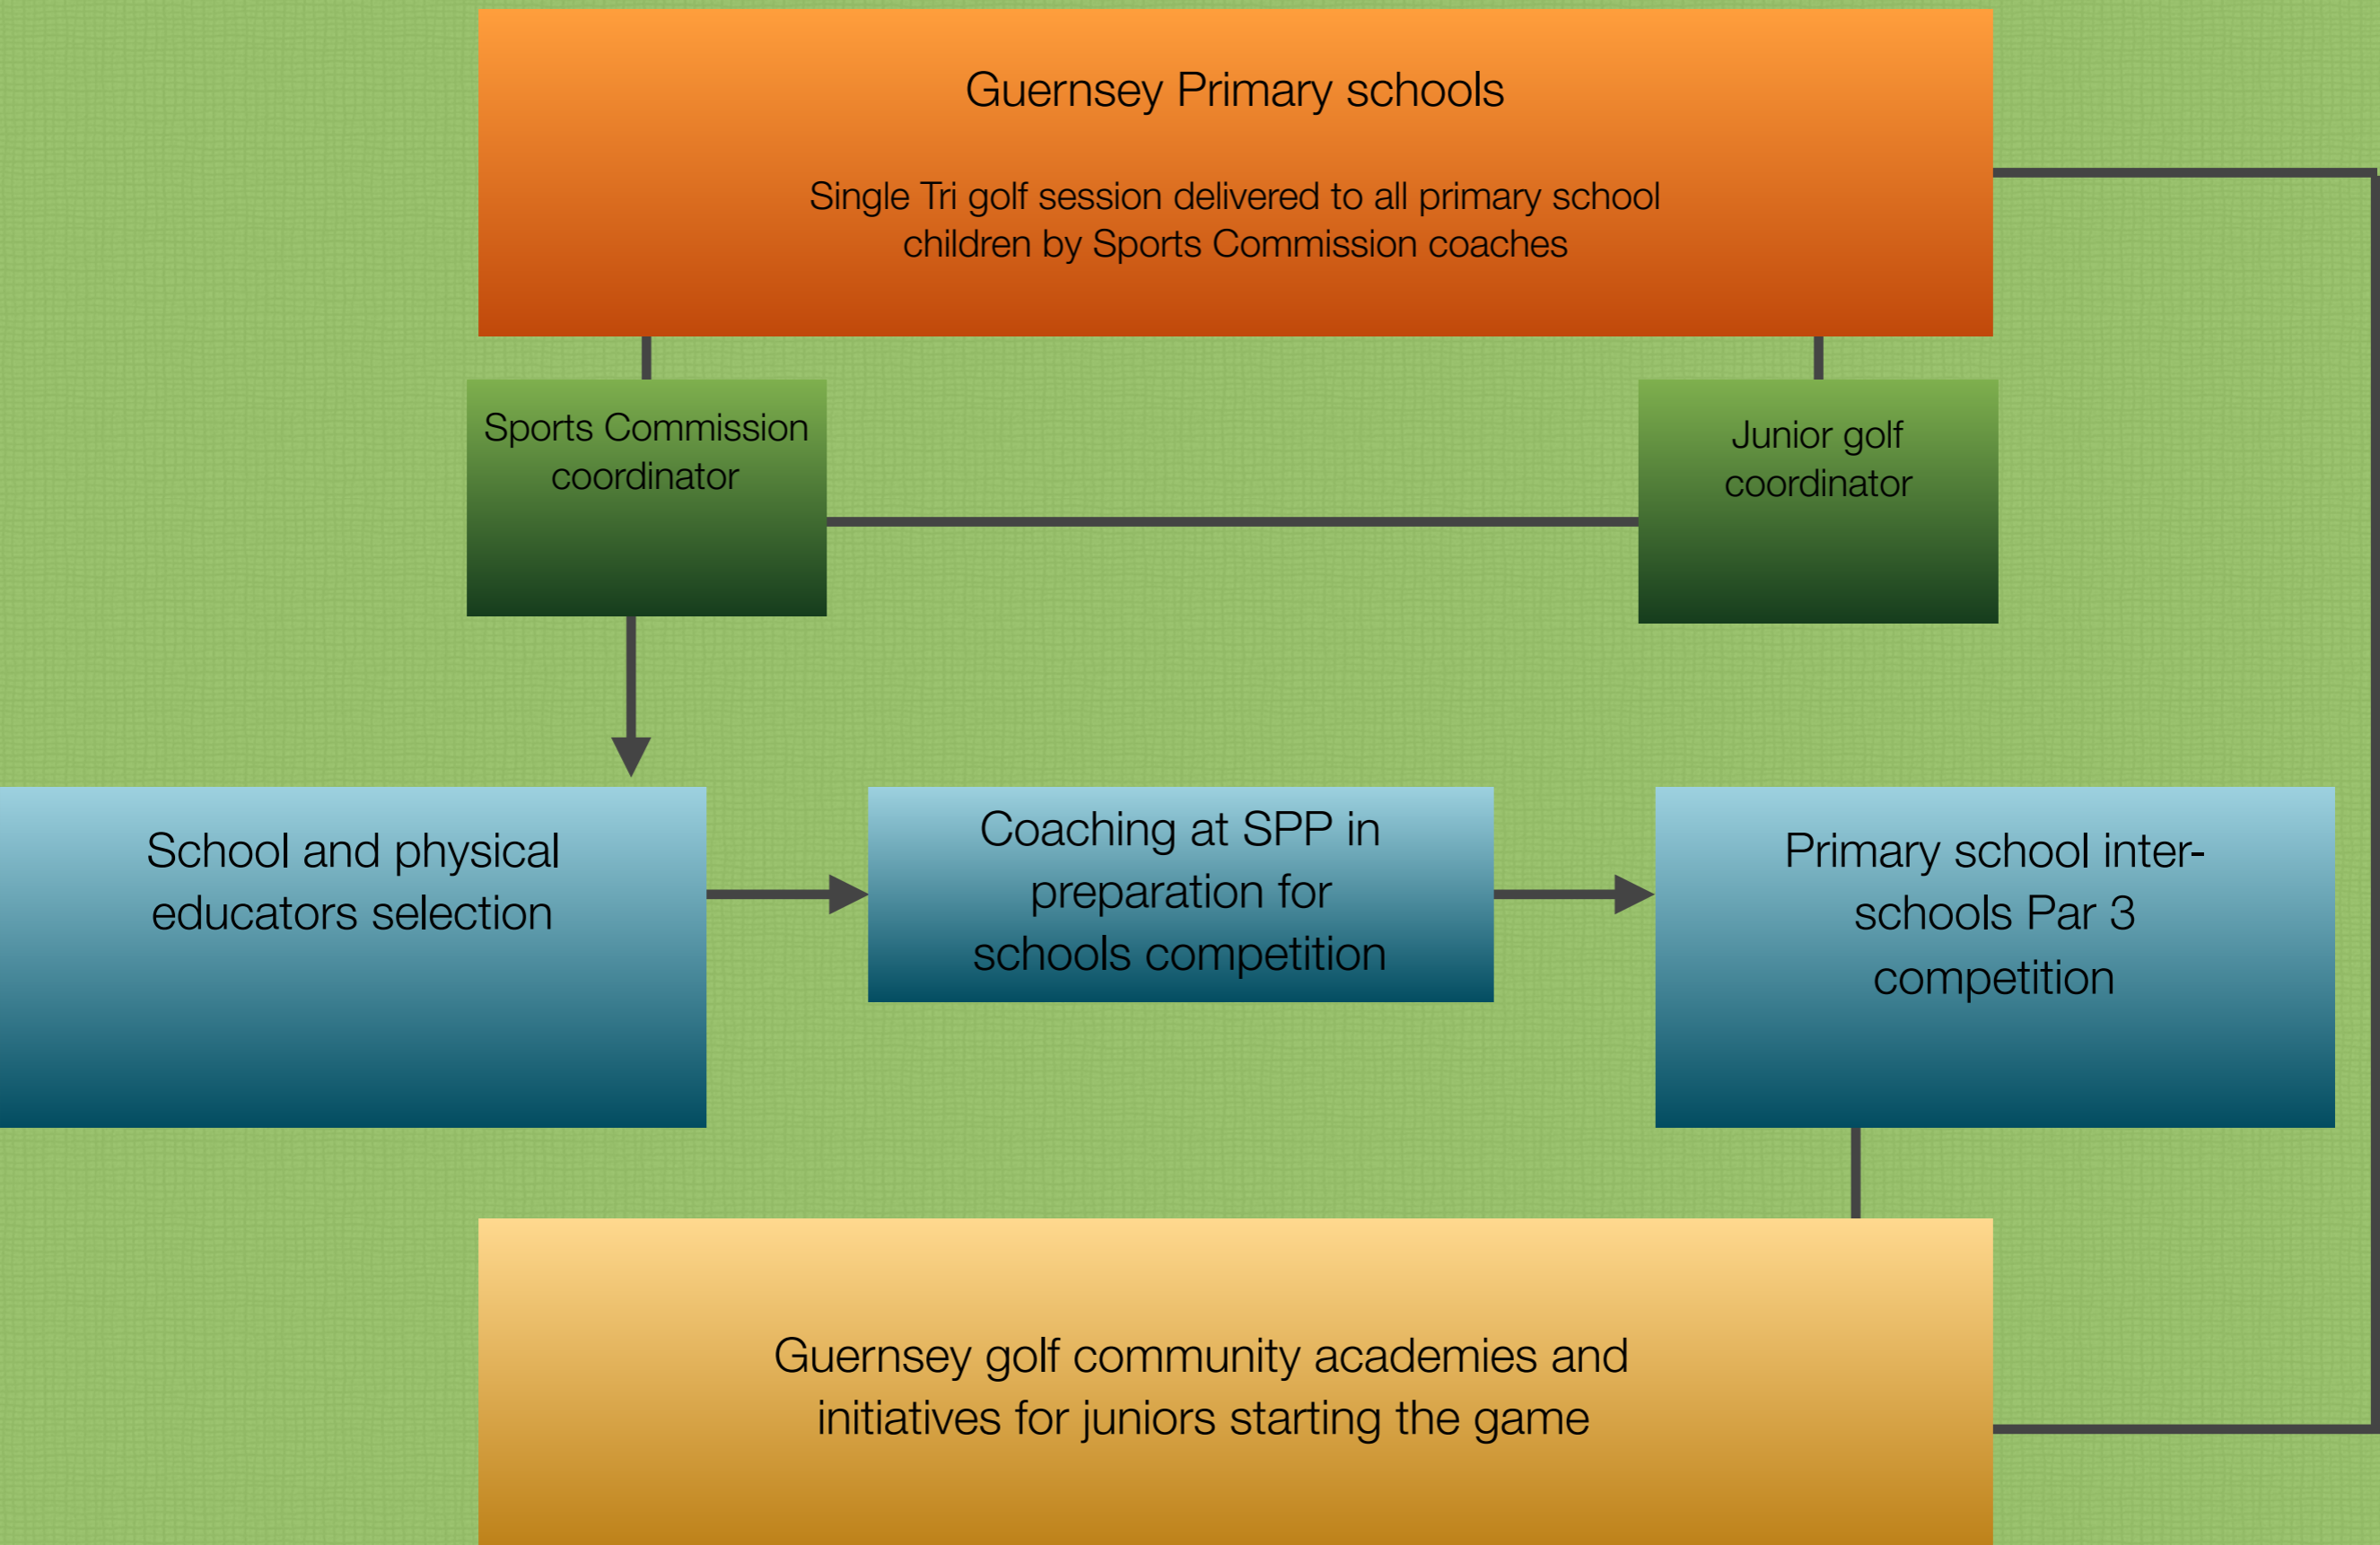 Guernsey Primary schools
Single Tri golf session delivered to all primary school
children by Sports Commission coaches
Sports Commission
coordinator
Junior golf
coordinator
School and physical
educators selection
Coaching at SPP in
preparation for
schools competition
Primary school inter-
schools Par 3
competition
Guernsey golf community academies and
initiatives for juniors starting the game